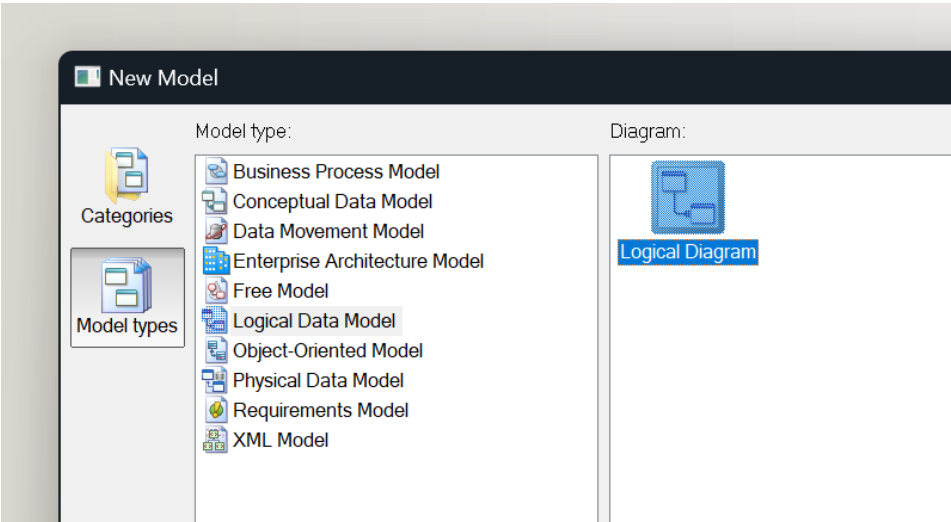 New Model
Model type:
Diagram:
Categories
Model types
Business Process Model
Conceptual Data Model
Data Movement Model
Enterprise Architecture Model
Free Model
Logical Data Model
Object-Oriented Model
Physical Data Model
Requirements Model
XML Model
Logical Diagram